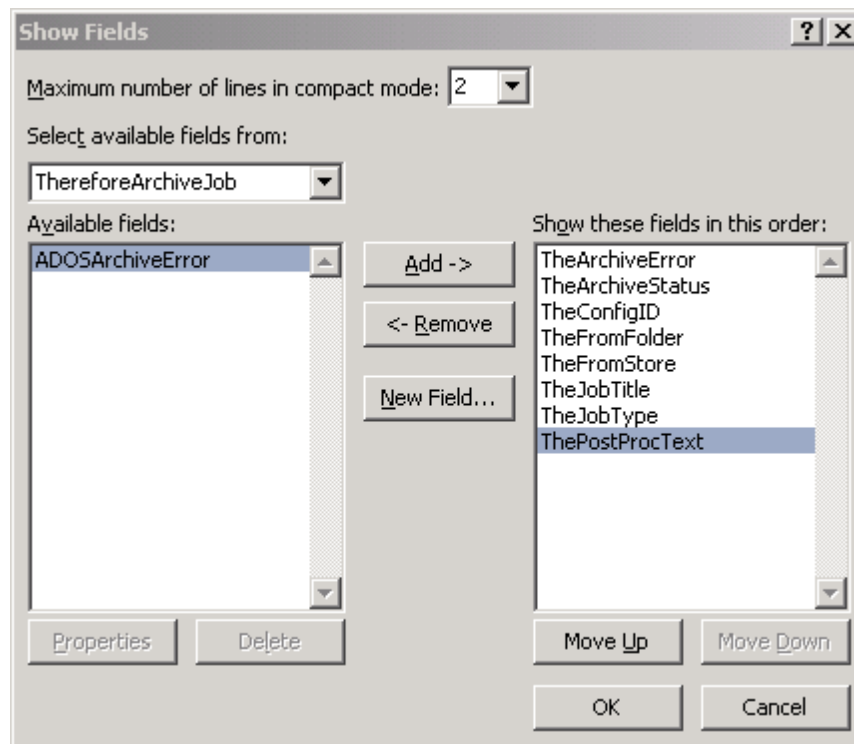 Show Fields
Maximum number of lines in compact mode: 2
Select available fields from:
ThereforeArchiveJob
Available fields:
ADOSArchiveError
Add ->
<- Remove
New Field...
Show these fields in this order:
TheArchiveError
TheArchiveStatus
TheConfigID
TheFromFolder
TheFromStore
TheJobTitle
TheJobType
ThePostProcText
Properties
Delete
Move Up
Move Down
OK
Cancel